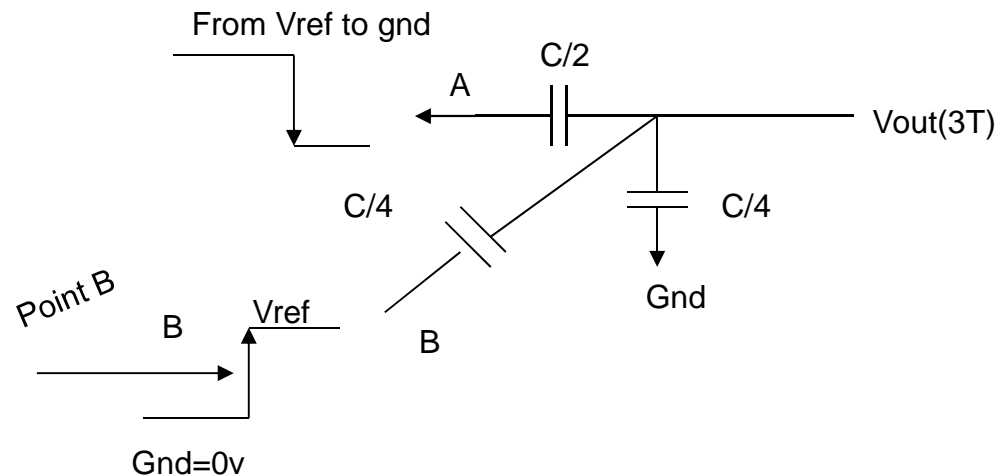 From Vref to gnd
C/2
A
Vout(3T)
C/4
C/4
Gnd
Point B
B
Vref
B
Gnd=0v